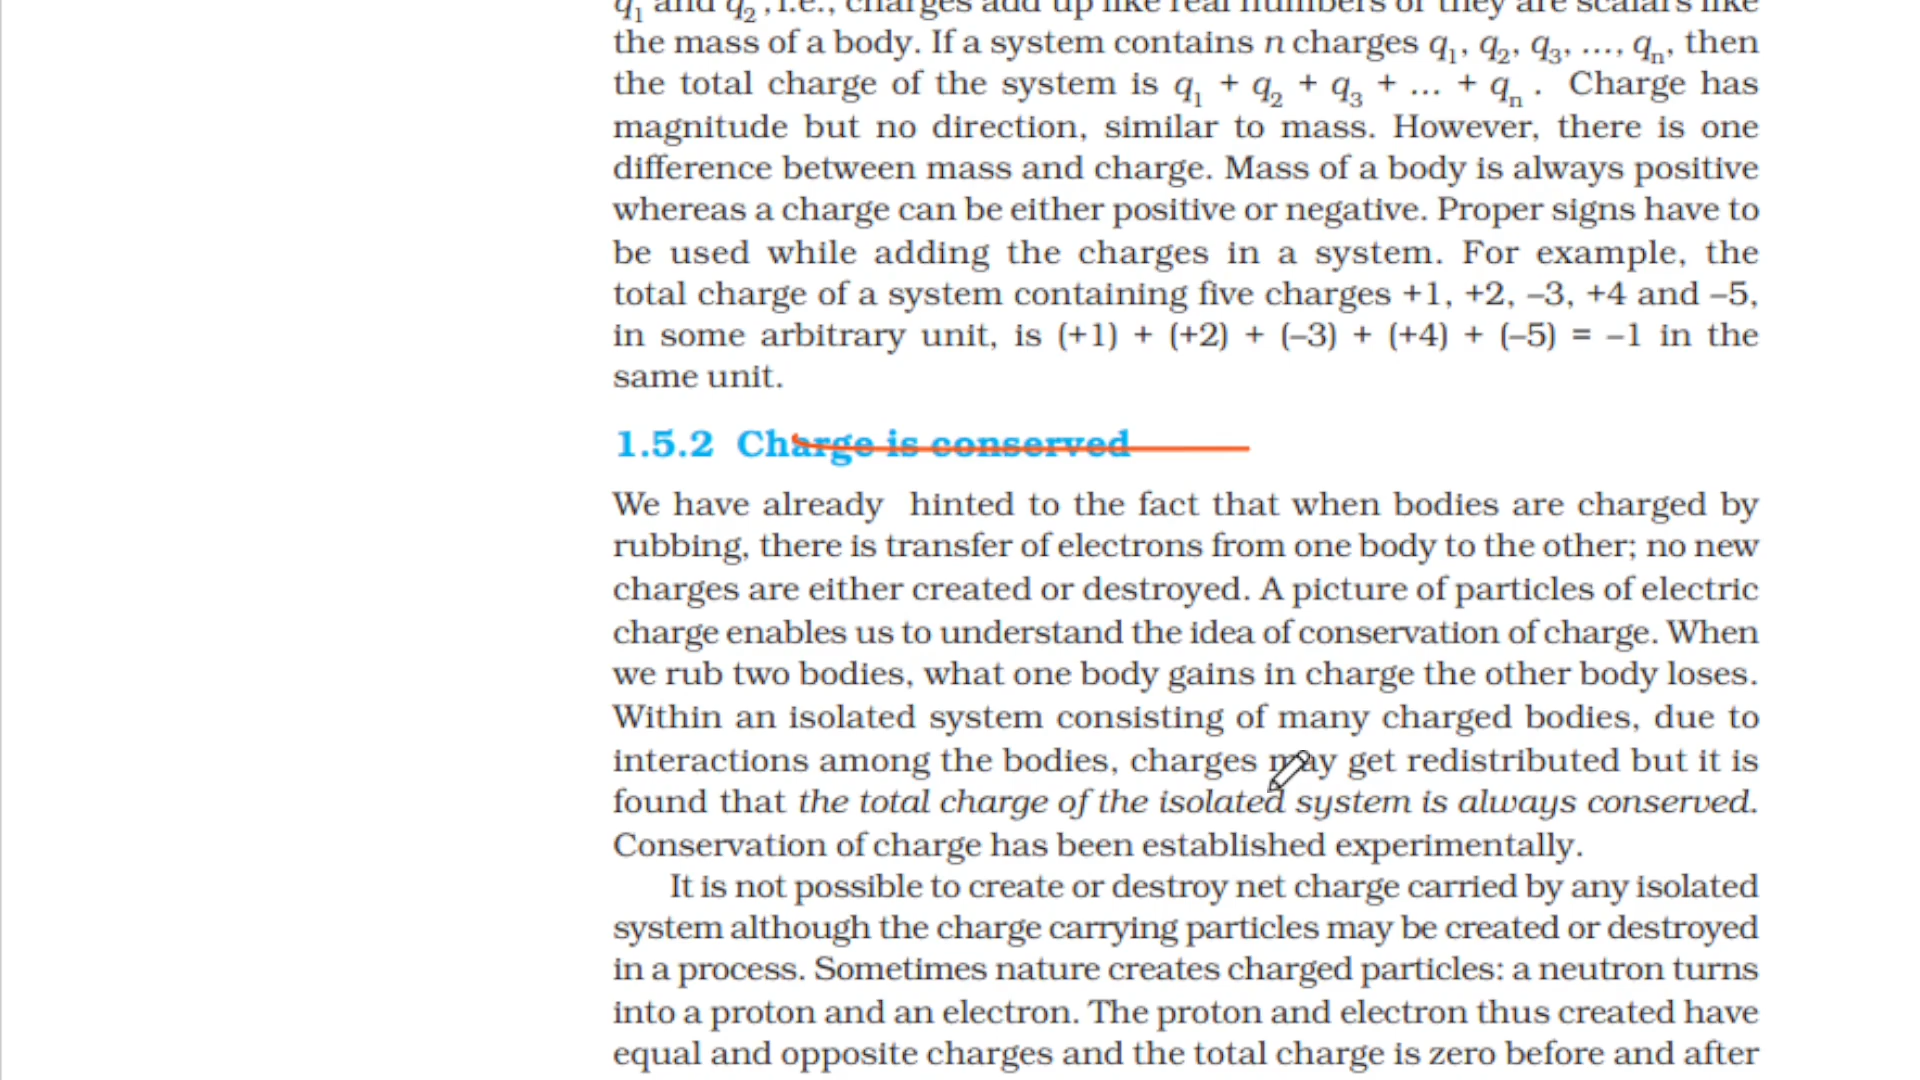 q1 and q2, i.e., charges add up like real numbers or they are scalars like
the mass of a body. If a system contains n charges q1, q2, q3, ..., qn, then
the total charge of the system is q1 + q2 + q3 + ... + qn . Charge has
magnitude but no direction, similar to mass. However, there is one
difference between mass and charge. Mass of a body is always positive
whereas a charge can be either positive or negative. Proper signs have to
be used while adding the charges in a system. For example, the
total charge of a system containing five charges +1, +2, –3, +4 and –5,
in some arbitrary unit, is (+1) + (+2) + (–3) + (+4) + (–5) = –1 in the
same unit.
1.5.2 Charge is conserved
We have already hinted to the fact that when bodies are charged by
rubbing, there is transfer of electrons from one body to the other; no new
charges are either created or destroyed. A picture of particles of electric
charge enables us to understand the idea of conservation of charge. When
we rub two bodies, what one body gains in charge the other body loses.
Within an isolated system consisting of many charged bodies, due to
interactions among the bodies, charges may get redistributed but it is
found that the total charge of the isolated system is always conserved.
Conservation of charge has been established experimentally.
It is not possible to create or destroy net charge carried by any isolated
system although the charge carrying particles may be created or destroyed
in a process. Sometimes nature creates charged particles: a neutron turns
into a proton and an electron. The proton and electron thus created have
equal and opposite charges and the total charge is zero before and after